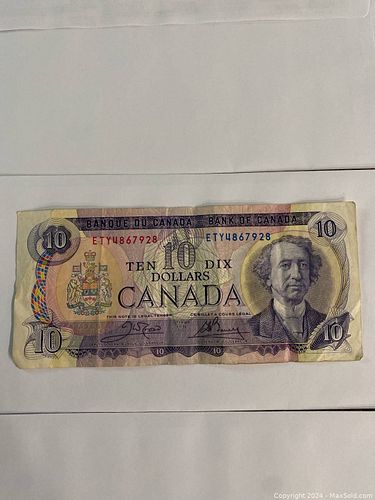 BANQUE DU CANADA BANK OF CANADA
10 10
ETY4867928 ETY4867928
10
TEN DIX
DOLLARS
CANADA
THIS NOTE IS LEGAL TENDER CE BILLET A COURS LEGAL
10 10
10 10
Copyright 2024 - MaxSold.com